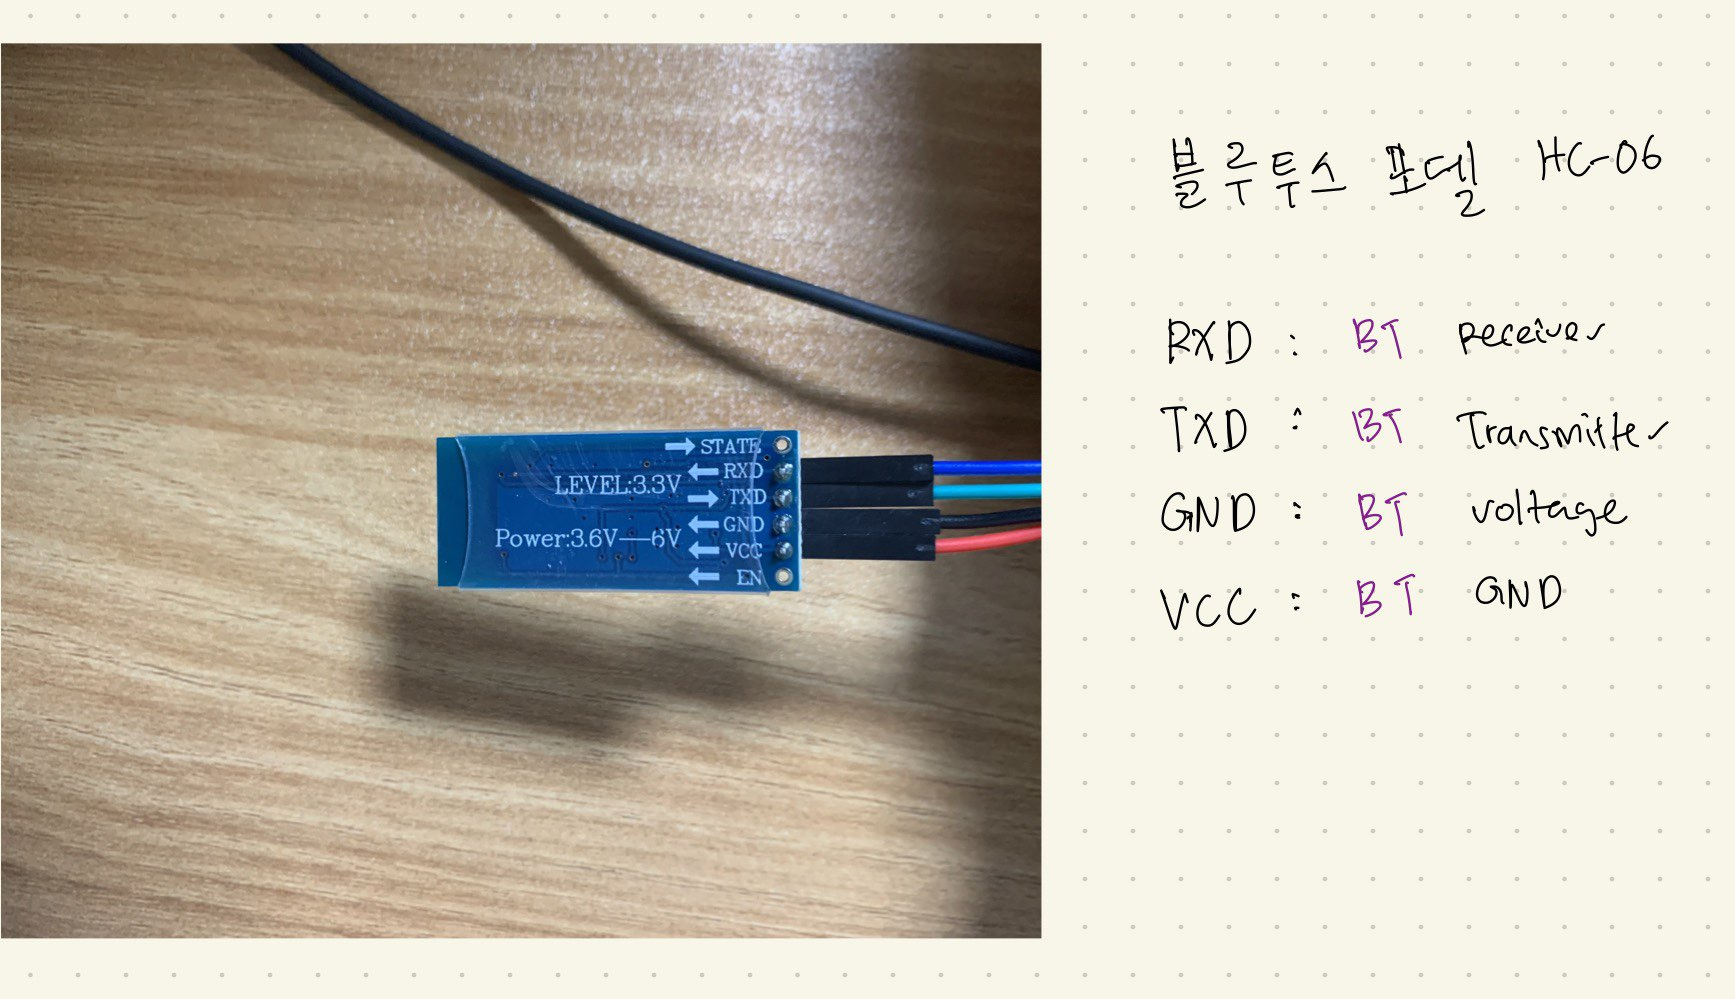 STATE
RXD
LEVEL:3.3V
TXD
GND
Power:3.6V—6V
VCC
EN
블루투스 모델 HC-06
RXD : BT Receiver
TXD : BT Transmitter
GND : BT voltage
VCC : BT GND